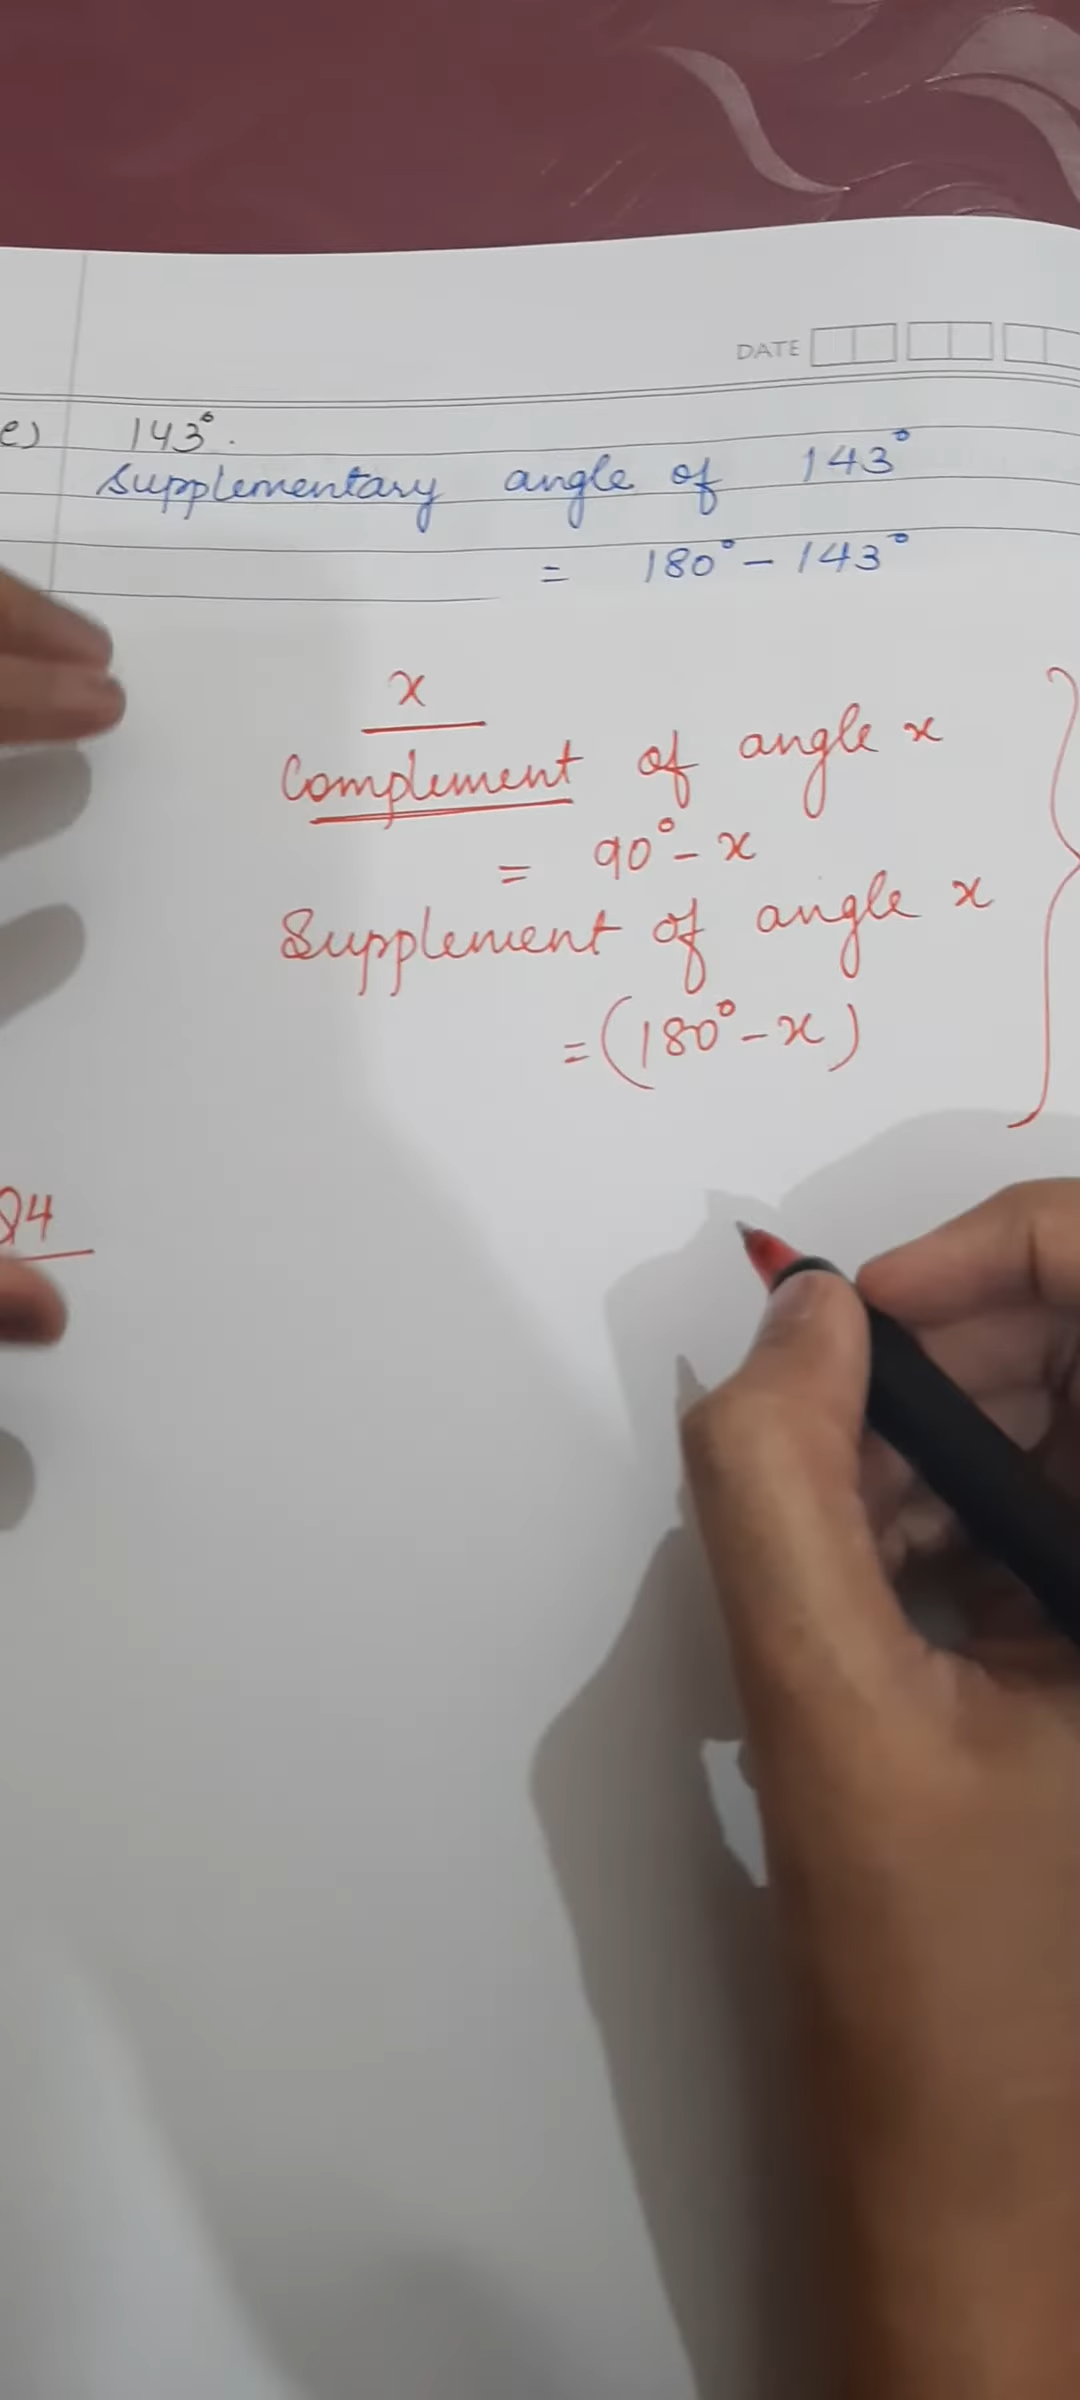 DATE
e) 143°.
Supplementary angle of 143°
= 180° - 143°
x
Complement of angle x
= 90° - x
Supplement of angle x
= (180° - x)
Q4